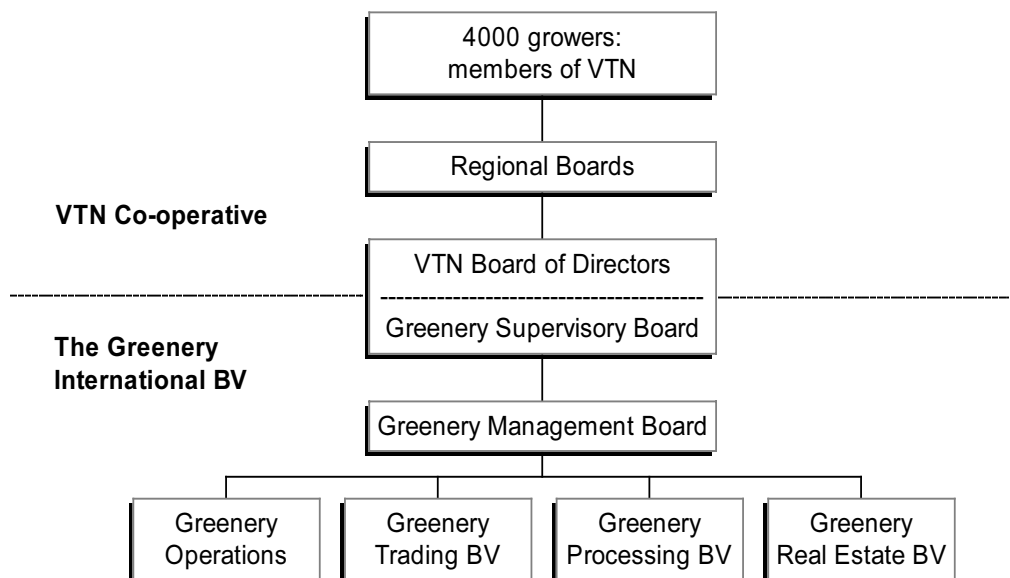 4000 growers:
members of VTN
Regional Boards
VTN Co-operative
VTN Board of Directors
Greenery Supervisory Board
The Greenery
International BV
Greenery Management Board
Greenery
Operations
Greenery
Trading BV
Greenery
Processing BV
Greenery
Real Estate BV